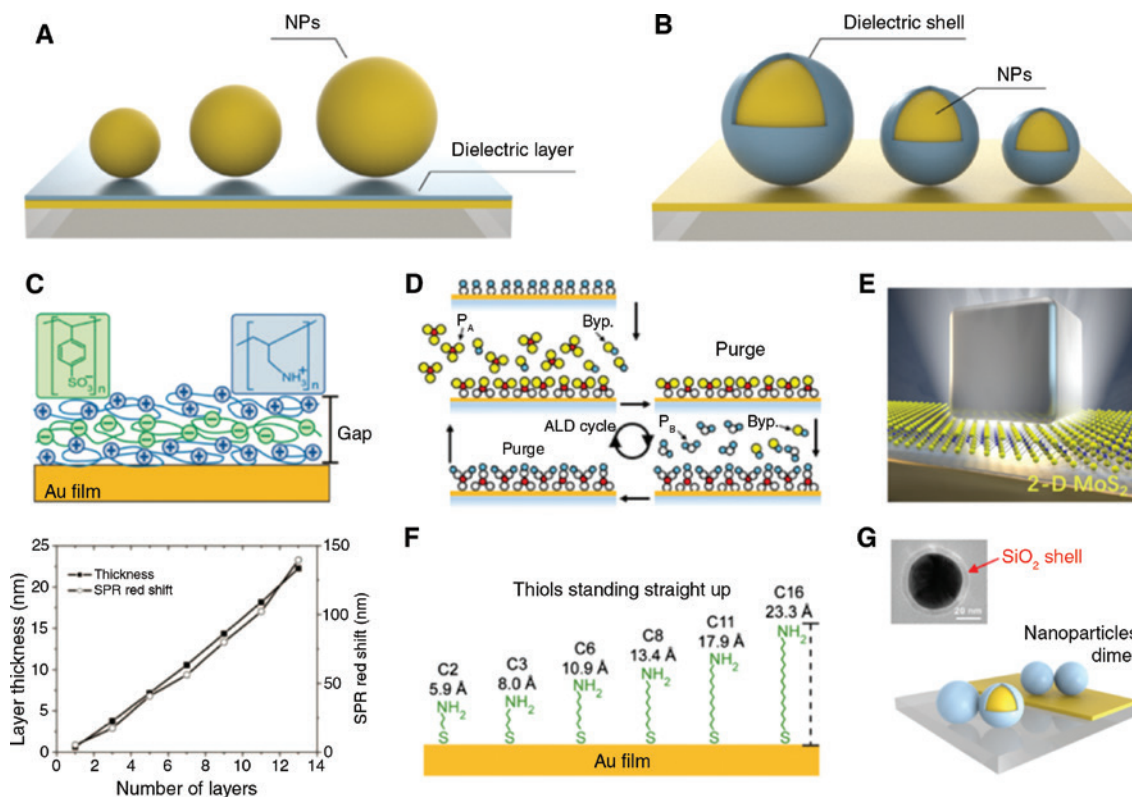 A
NPs
Dielectric layer
B
Dielectric shell
NPs
C
SO3-
n
NH3+
n
Gap
Au film
Layer thickness (nm)
25
20
15
10
5
0
Thickness
SPR red shift
150
100
50
0
SPR red shift (nm)
0 2 4 6 8 10 12 14
Number of layers
D
PA
Byp.
Purge
ALD cycle
PB
Byp.
Purge
E
2-D MoS2
F
Thiols standing straight up
C2
5.9 Å
NH2
S
C3
8.0 Å
NH2
S
C6
10.9 Å
NH2
S
C8
13.4 Å
NH2
S
C11
17.9 Å
NH2
S
C16
23.3 Å
NH2
S
Au film
G
SiO2 shell
20 nm
Nanoparticles
dime